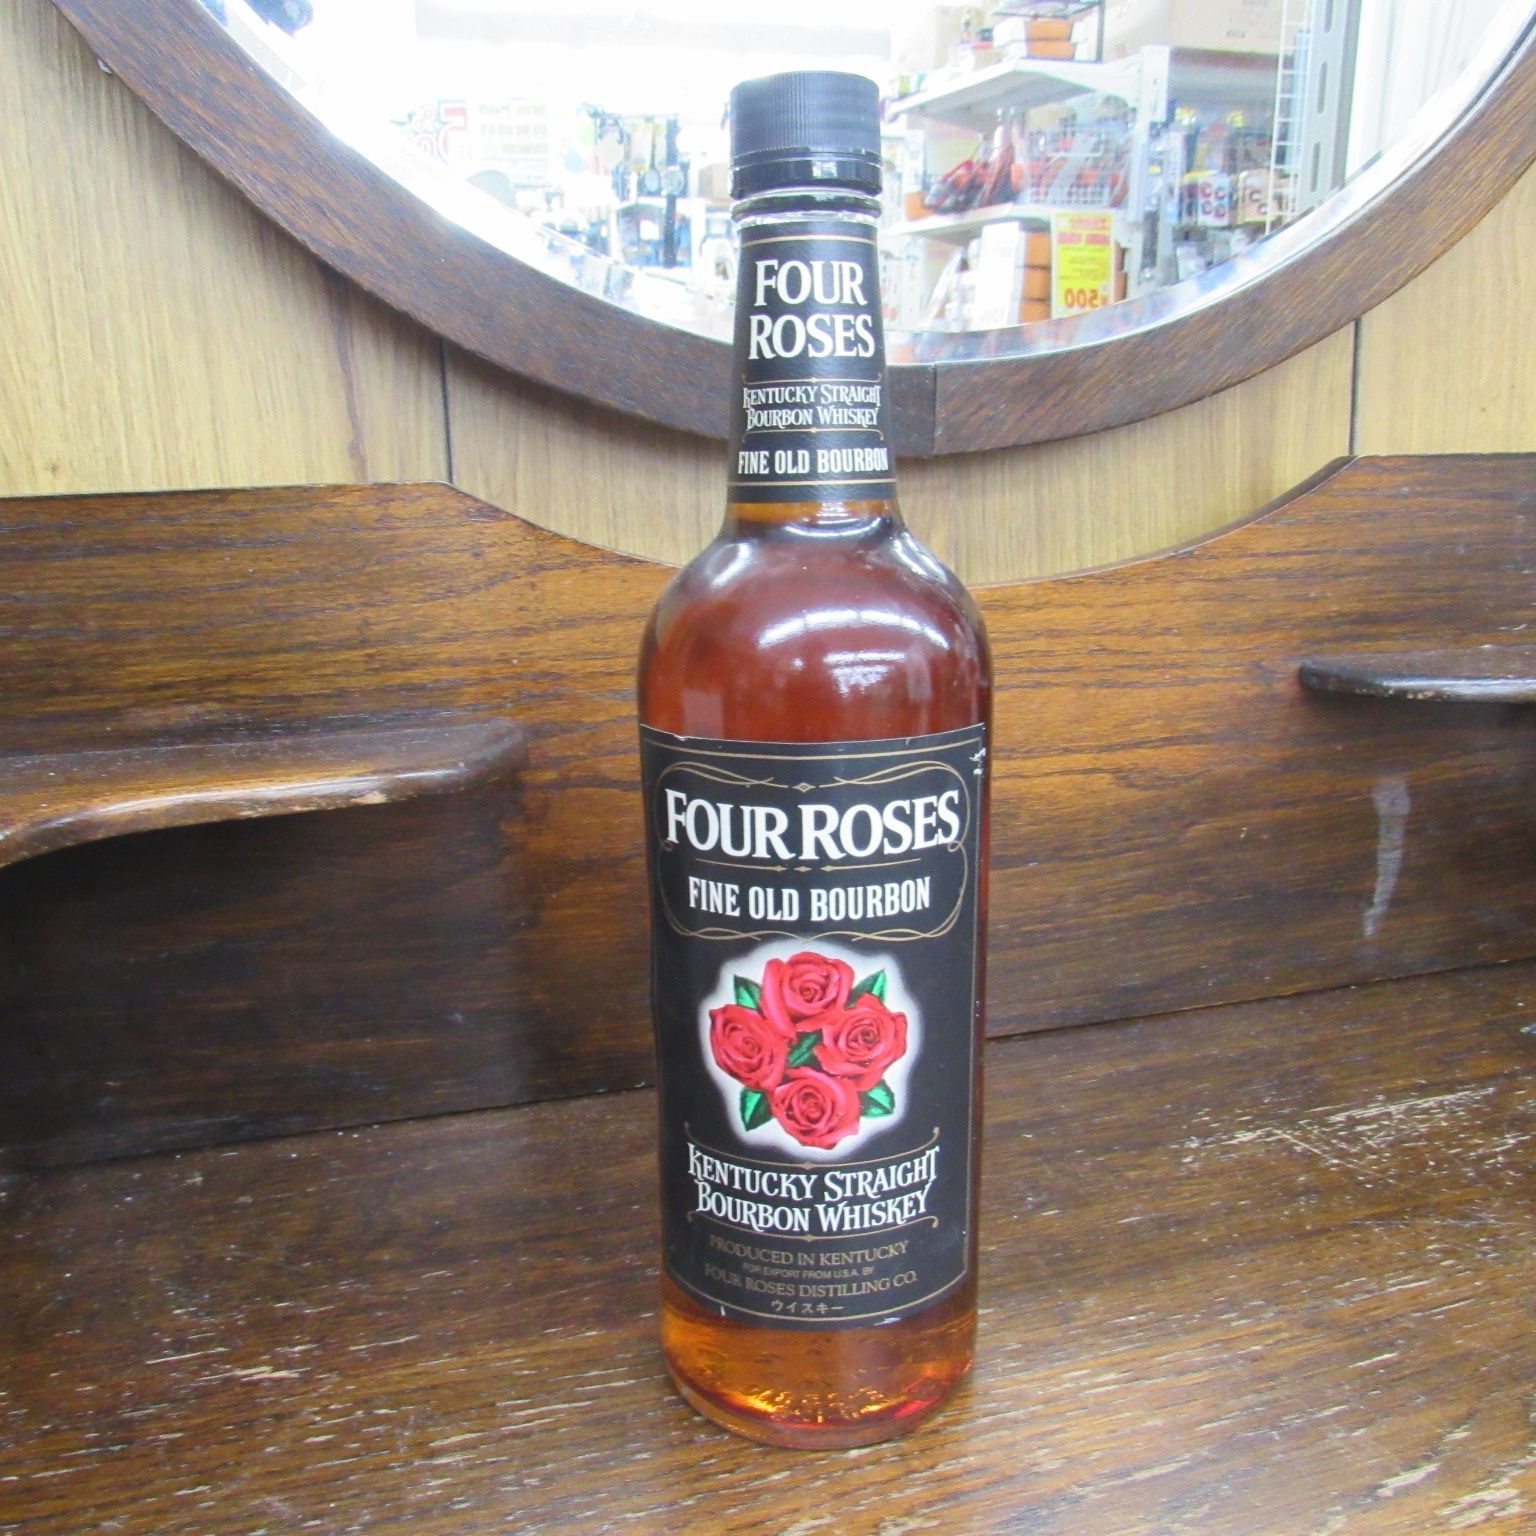 FOUR
ROSES
KENTUCKY STRAIGHT
BOURBON WHISKEY
FINE OLD BOURBON
FOUR ROSES
FINE OLD BOURBON
KENTUCKY STRAIGHT
BOURBON WHISKEY
PRODUCED IN KENTUCKY
FOR EXPORT FROM U.S.A. BY
FOUR ROSES DISTILLING CO.
ウイスキー
¥500